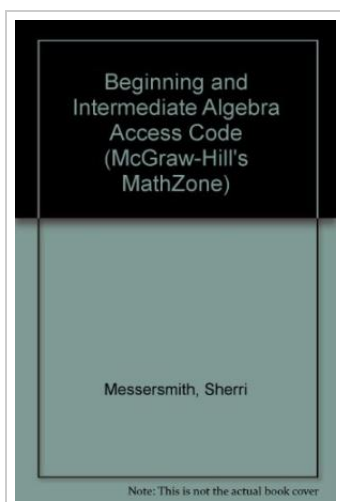 Beginning and
Intermediate Algebra
Access Code
(McGraw-Hill's
MathZone)
Messersmith, Sherri
Note: This is not the actual book cover